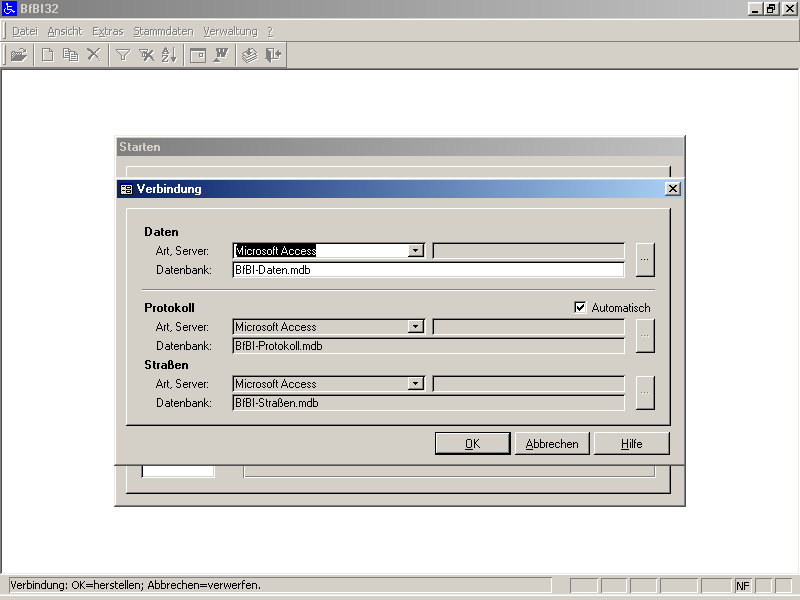 BfBI32
Datei Ansicht Extras Stammdaten Verwaltung ?
Starten
Verbindung
Daten
Art, Server: Microsoft Access
...
Datenbank: BfBI-Daten.mdb
Protokoll Automatisch
Art, Server: Microsoft Access
...
Datenbank: BfBI-Protokoll.mdb
Straßen
Art, Server: Microsoft Access
...
Datenbank: BfBI-Straßen.mdb
OK Abbrechen Hilfe
Verbindung: OK=herstellen; Abbrechen=verwerfen. NF